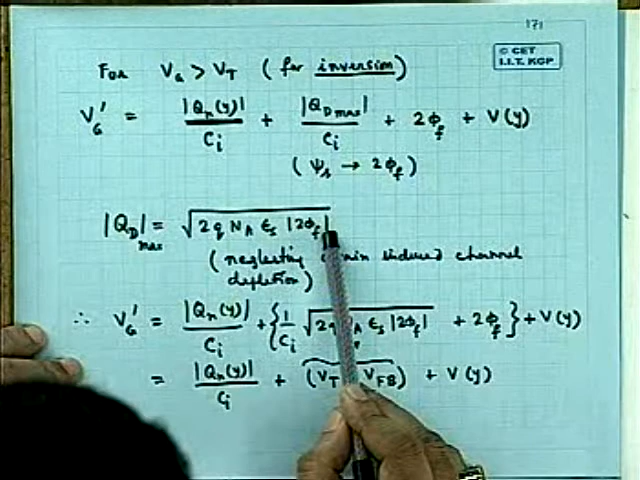 171
© CET
I.I.T. KGP
For V_G > V_T (for inversion)
V_G' = |Q_n(y)| / C_i + |Q_D max| / C_i + 2φ_f + V(y)
(ψ_s → 2φ_f)
|Q_D|max = √2q N_A ε_s |2φ_f|
(neglecting induced channel
depletion)
∴ V_G' = |Q_n(y)| / C_i + {1/C_i √2q ε_s |2φ_f| + 2φ_f} + V(y)
= |Q_n(y)| / C_i + (V_T V_FB) + V(y)